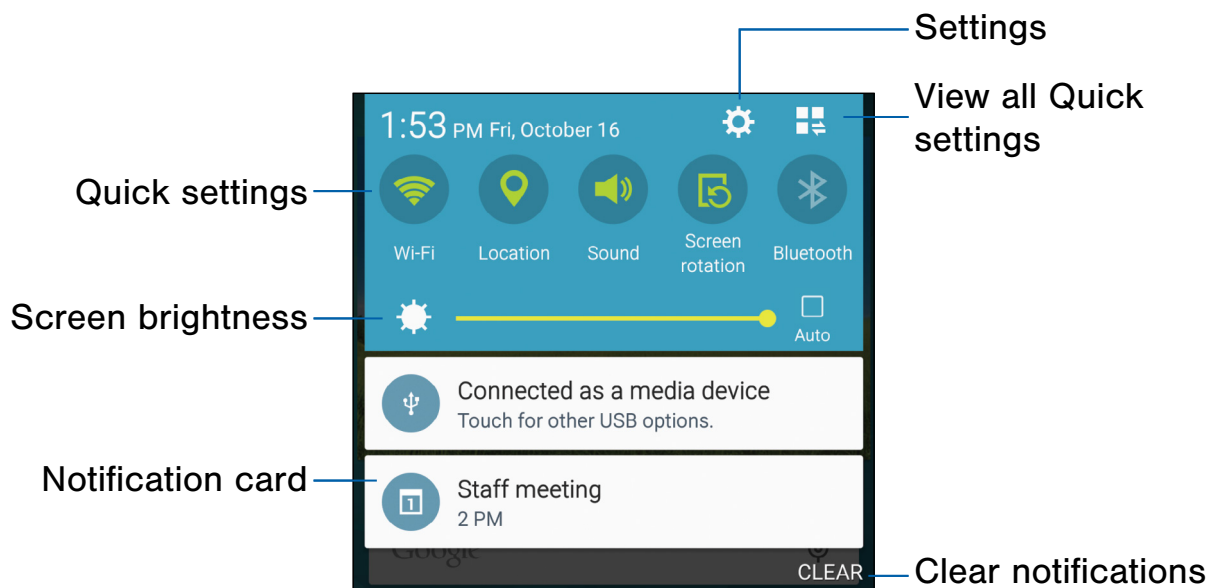 Settings
View all Quick
settings
1:53 PM Fri, October 16
Quick settings
Wi-Fi
Location
Sound
Screen
rotation
Bluetooth
Screen brightness
Auto
Connected as a media device
Touch for other USB options.
Notification card
1
Staff meeting
2 PM
Google
CLEAR
Clear notifications